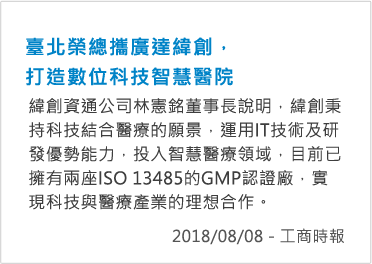 臺北榮總攜廣達緯創，
打造數位科技智慧醫院
緯創資通公司林憲銘董事長說明，緯創秉
持科技結合醫療的願景，運用IT技術及研
發優勢能力，投入智慧醫療領域，目前已
擁有兩座ISO 13485的GMP認證廠，實
現科技與醫療產業的理想合作。
2018/08/08 - 工商時報